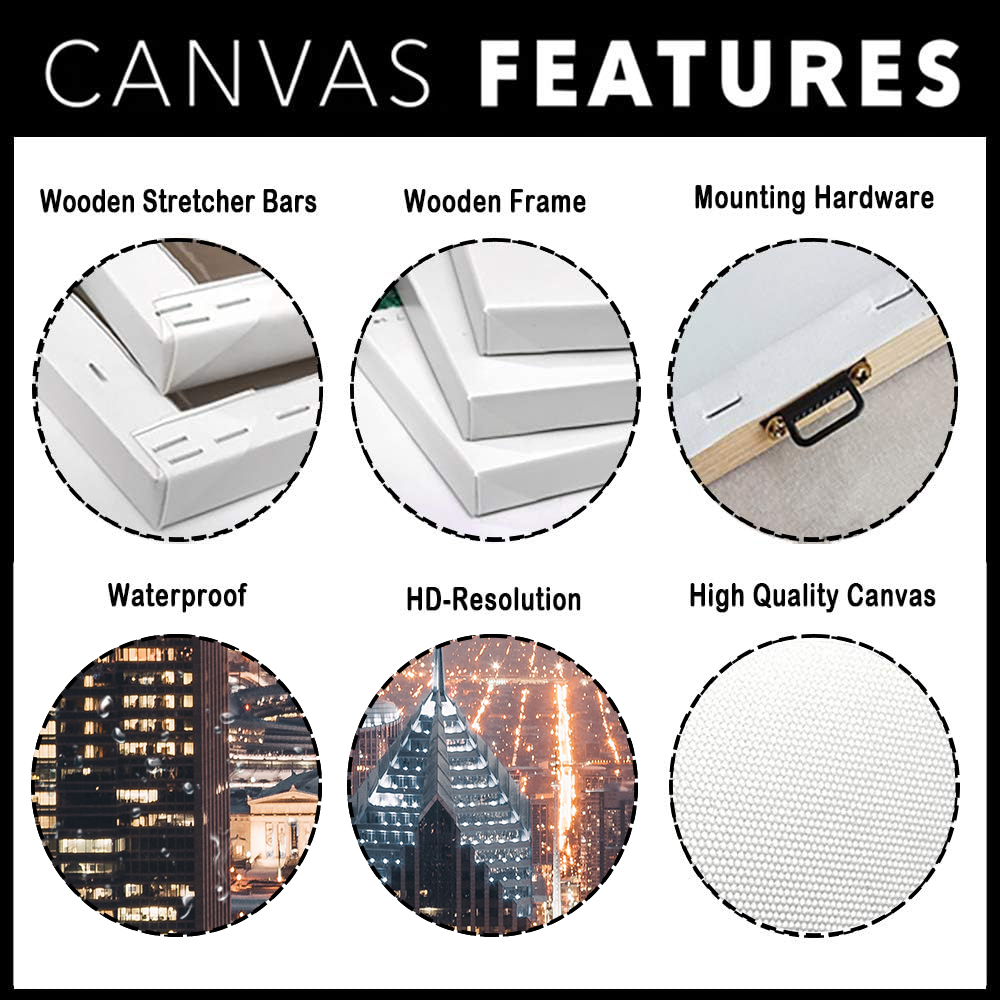 CANVAS FEATURES
Wooden Stretcher Bars
Wooden Frame
Mounting Hardware
Waterproof
HD-Resolution
High Quality Canvas